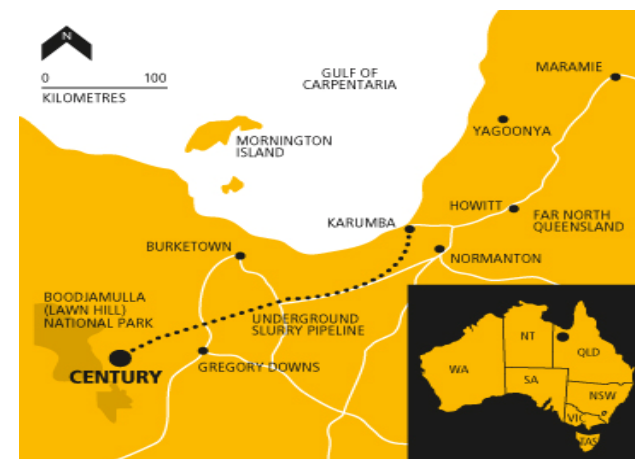 N
0 100
KILOMETRES
GULF OF
CARPENTARIA
MARAMIE
YAGOONYA
MORNINGTON
ISLAND
HOWITT
FAR NORTH
QUEENSLAND
KARUMBA
BURKETOWN
NORMANTON
BOODJAMULLA
(LAWN HILL)
NATIONAL PARK
UNDERGROUND
SLURRY PIPELINE
CENTURY
GREGORY DOWNS
NT
QLD
WA
SA
NSW
VIC
TAS